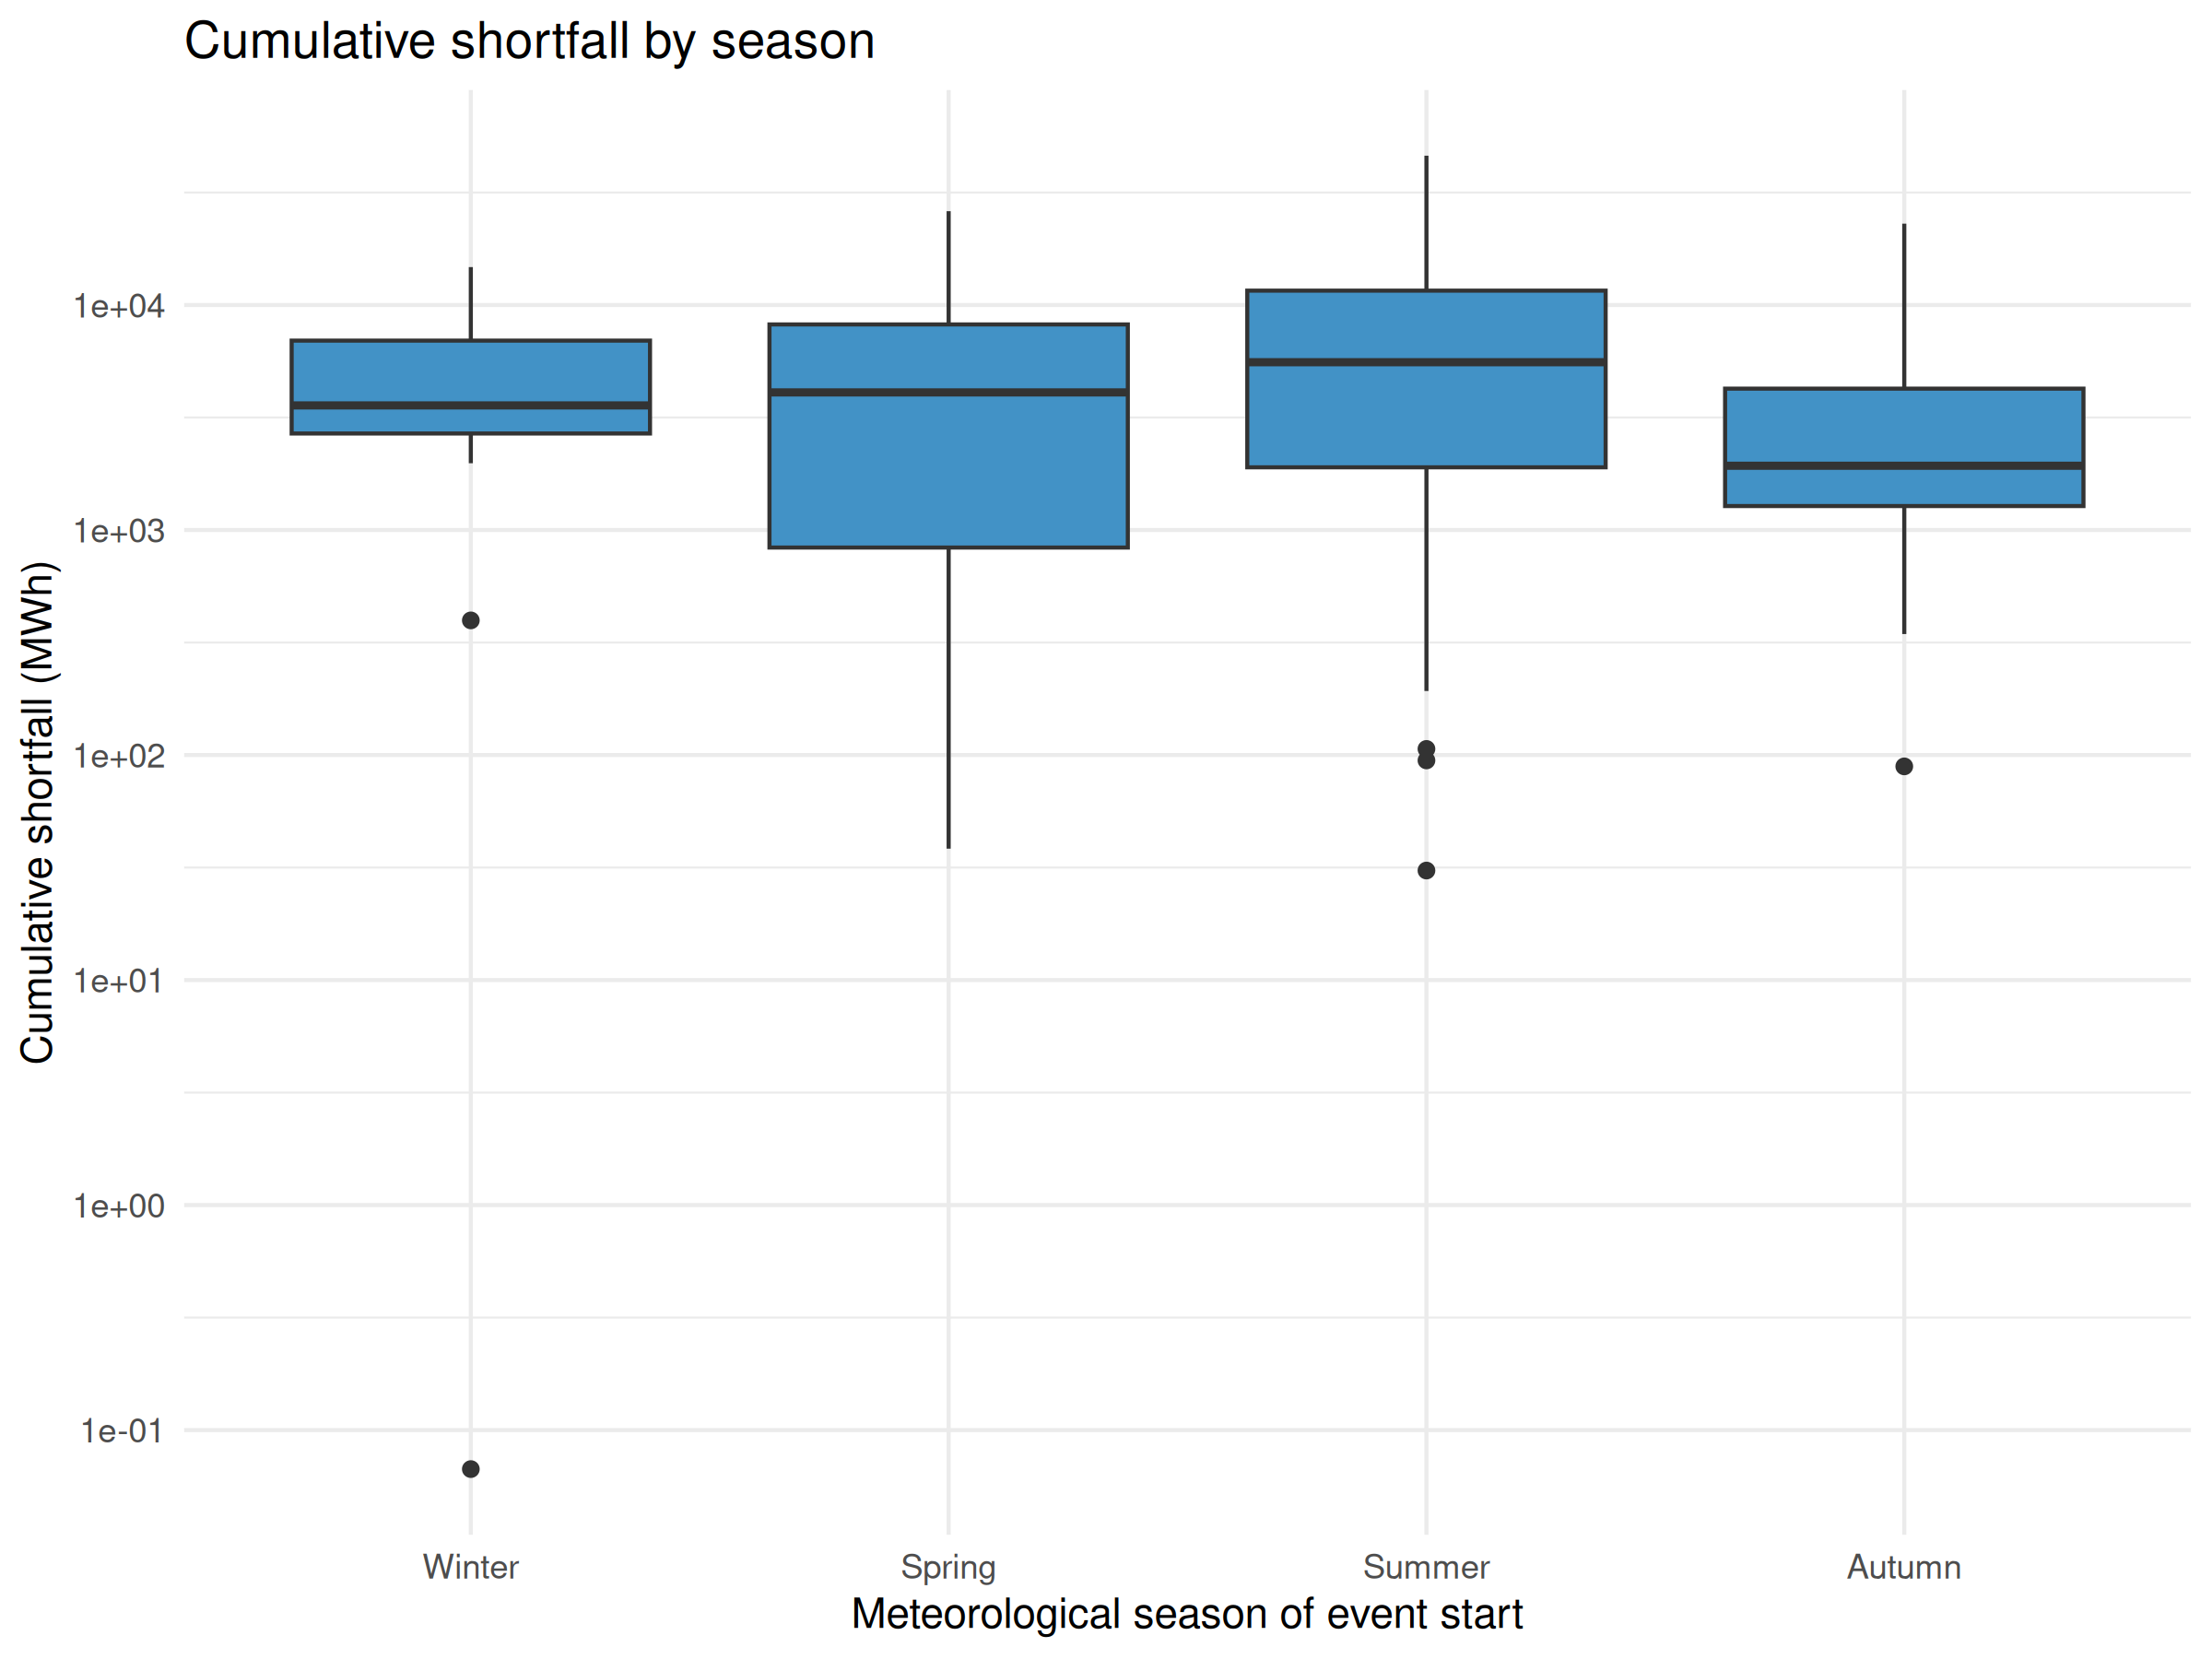 Cumulative shortfall by season
Cumulative shortfall (MWh)
1e+04
1e+03
1e+02
1e+01
1e+00
1e-01
Winter
Spring
Summer
Autumn
Meteorological season of event start